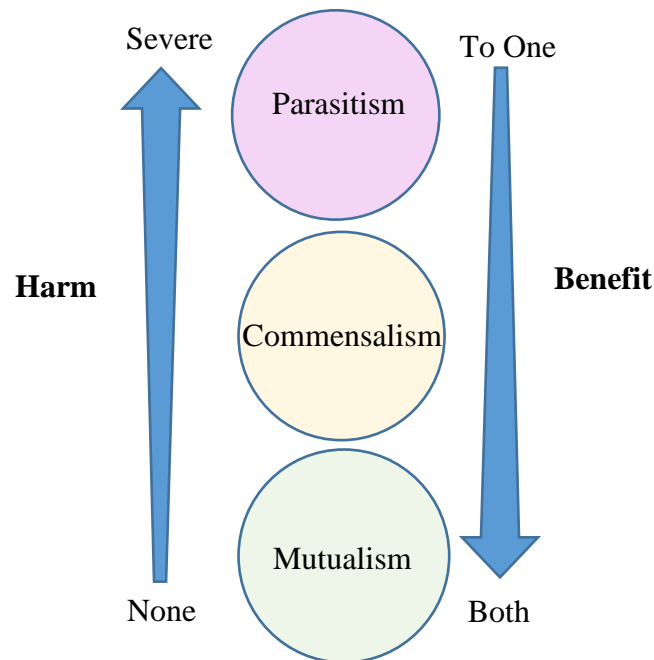 Severe
To One
Parasitism
Harm
Benefit
Commensalism
Mutualism
None
Both